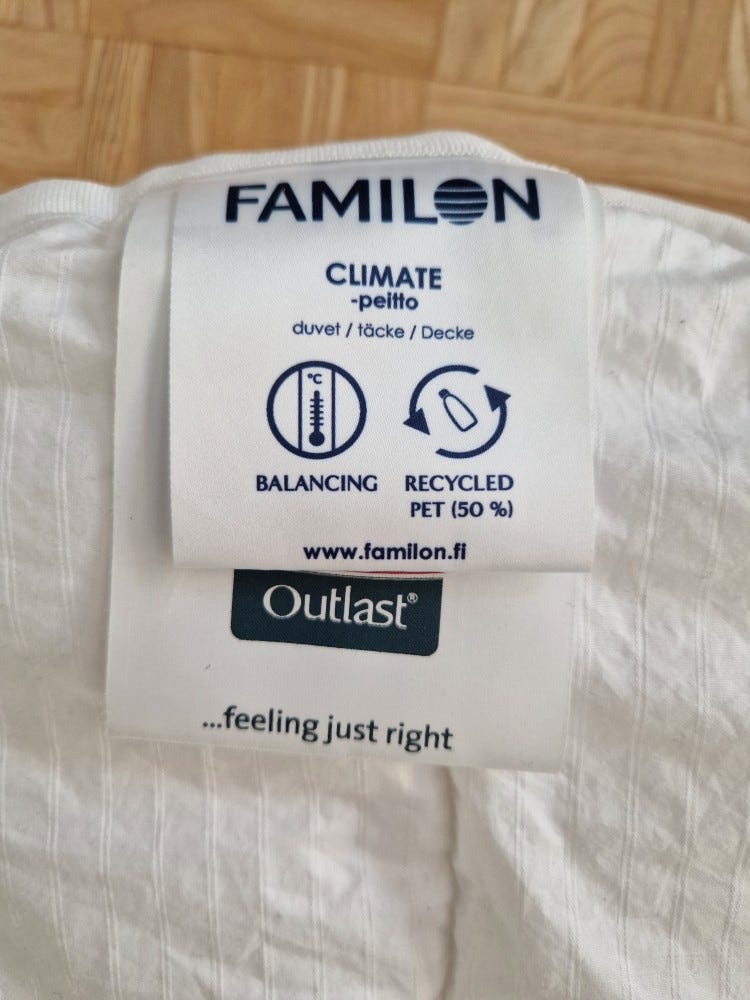 FAMILON
CLIMATE
-peitto
duvet / täcke / Decke
°C
BALANCING
RECYCLED
PET (50 %)
www.familon.fi
Outlast®
...feeling just right